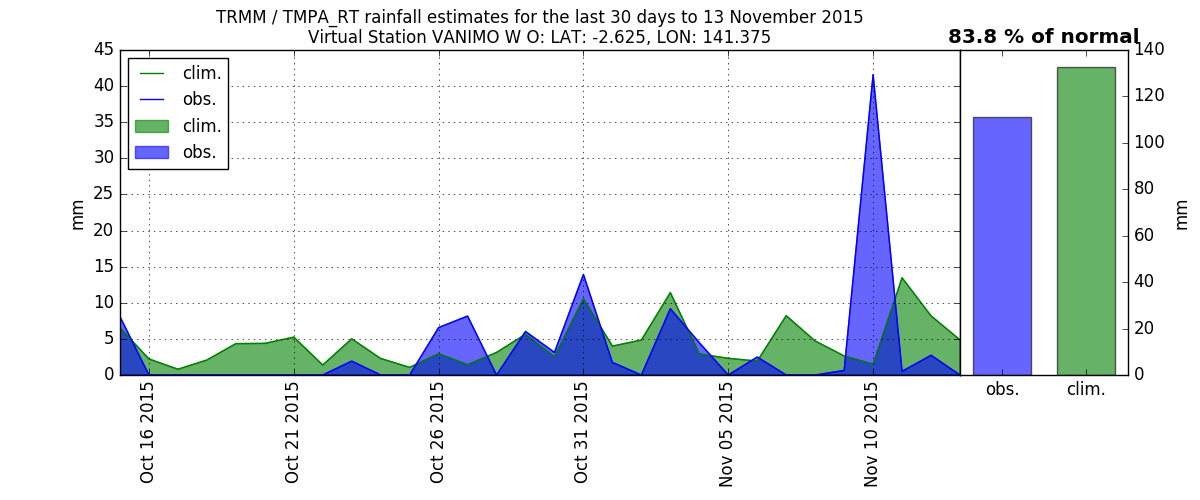 TRMM / TMPA_RT rainfall estimates for the last 30 days to 13 November 2015
Virtual Station VANIMO W O: LAT: -2.625, LON: 141.375
83.8 % of normal
clim.
obs.
clim.
obs.
45
40
35
30
25
20
15
10
5
0
mm
Oct 16 2015
Oct 21 2015
Oct 26 2015
Oct 31 2015
Nov 05 2015
Nov 10 2015
140
120
100
80
60
40
20
0
mm
obs.
clim.